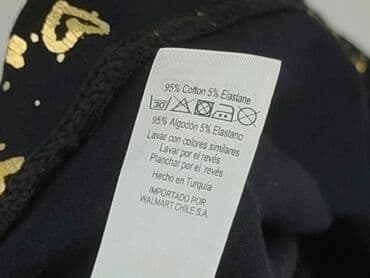 95% Cotton 5% Elastane
30
95% Algodón 5% Elastano
Lavar con colores similares
Lavar por el revés
Planchar por el revés
Hecho en Turquía
IMPORTADO POR
WALMART CHILE S.A.